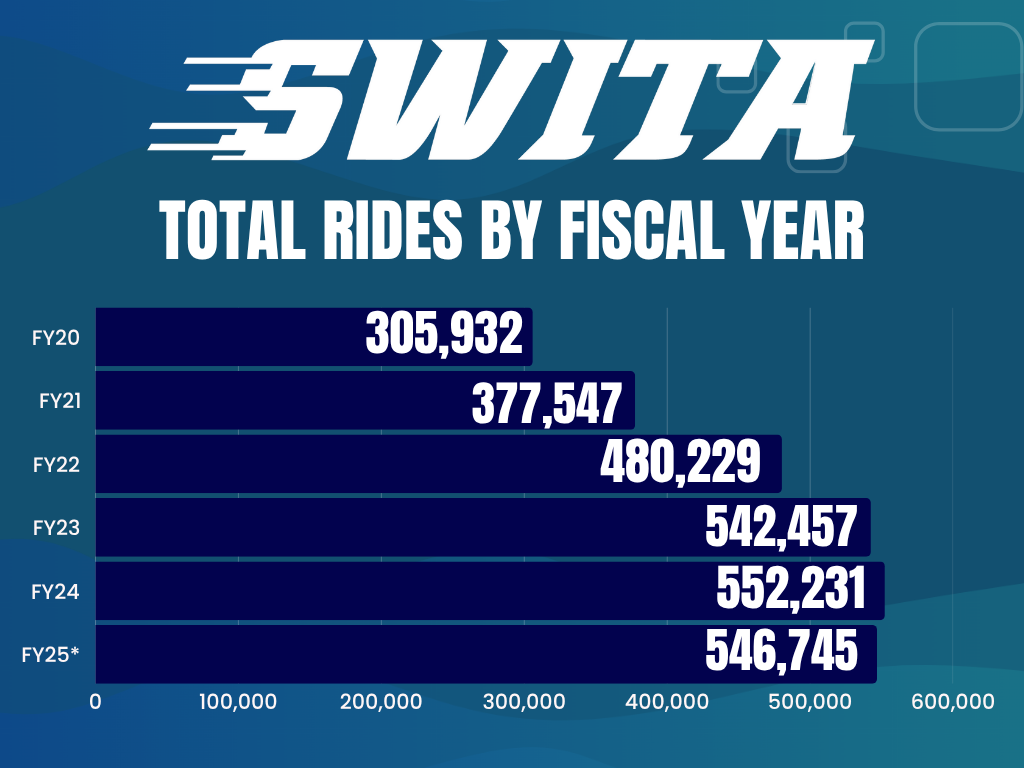 SWITA
TOTAL RIDES BY FISCAL YEAR
FY20 305,932
FY21 377,547
FY22 480,229
FY23 542,457
FY24 552,231
FY25* 546,745
0 100,000 200,000 300,000 400,000 500,000 600,000